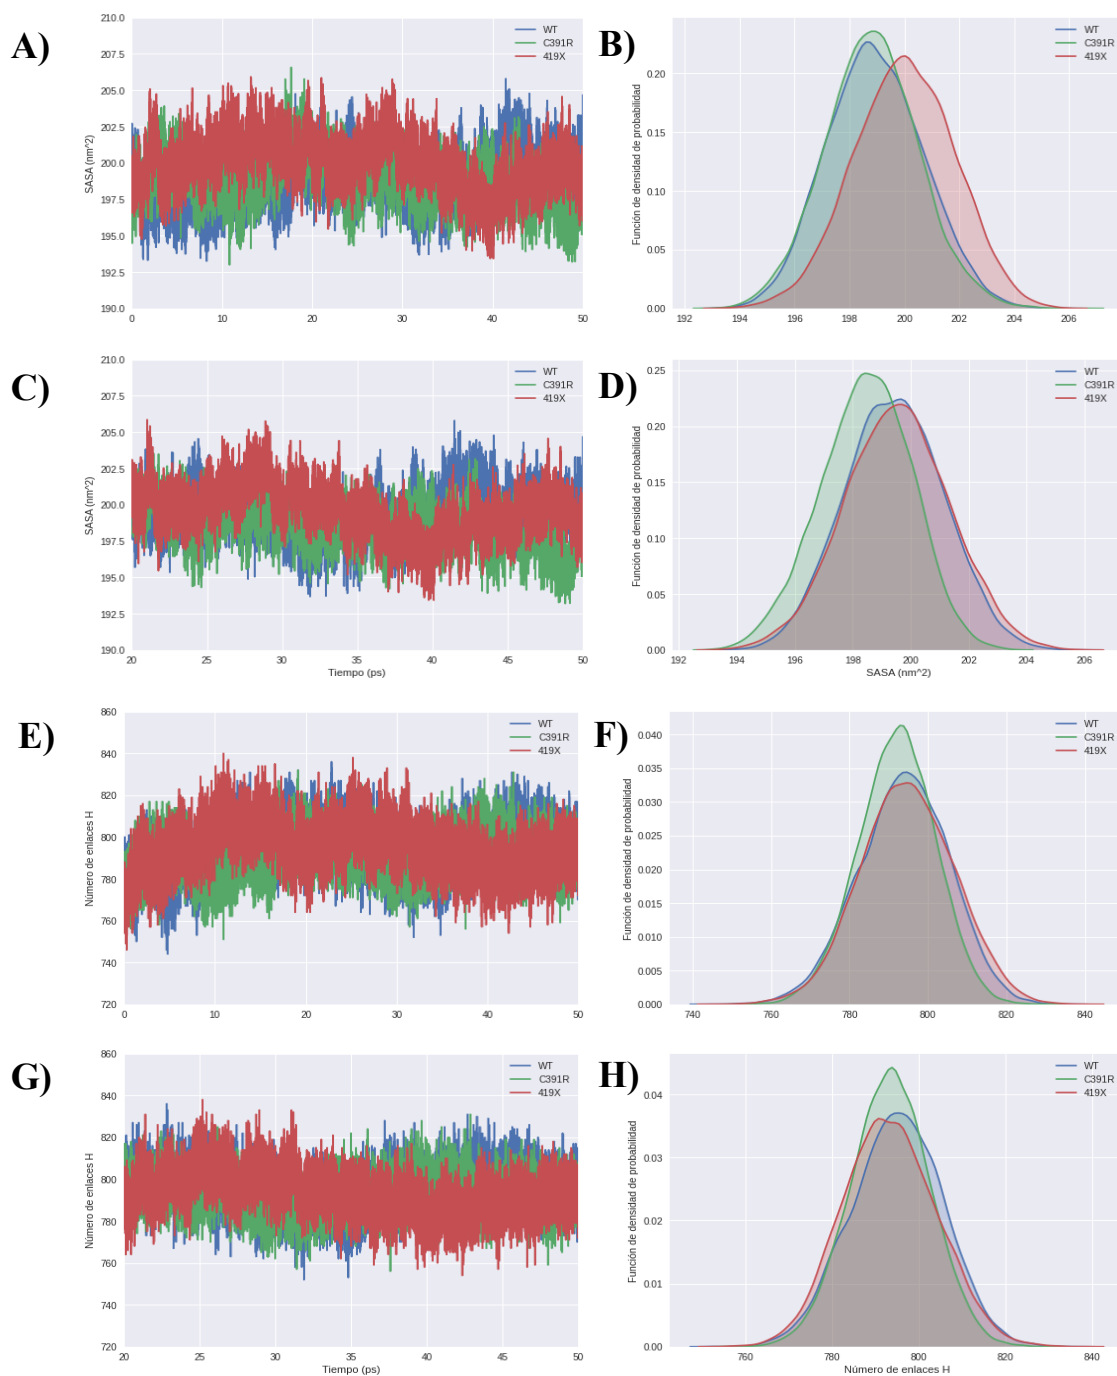 A)
SASA (nm^2)
210.0
207.5
205.0
202.5
200.0
197.5
195.0
192.5
190.0
0 10 20 30 40 50
WT
C391R
419X
B)
Función de densidad de probabilidad
0.20
0.15
0.10
0.05
0.00
192 194 196 198 200 202 204 206
WT
C391R
419X
C)
SASA (nm^2)
210.0
207.5
205.0
202.5
200.0
197.5
195.0
192.5
190.0
20 25 30 35 40 45 50
Tiempo (ps)
WT
C391R
419X
D)
Función de densidad de probabilidad
0.25
0.20
0.15
0.10
0.05
0.00
192 194 196 198 200 202 204 206
SASA (nm^2)
WT
C391R
419X
E)
Número de enlaces H
860
840
820
800
780
760
740
720
0 10 20 30 40 50
WT
C391R
419X
F)
Función de densidad de probabilidad
0.040
0.035
0.030
0.025
0.020
0.015
0.010
0.005
0.000
740 760 780 800 820 840
WT
C391R
419X
G)
Número de enlaces H
860
840
820
800
780
760
740
720
20 25 30 35 40 45 50
Tiempo (ps)
WT
C391R
419X
H)
Función de densidad de probabilidad
0.04
0.03
0.02
0.01
0.00
760 780 800 820 840
Número de enlaces H
WT
C391R
419X